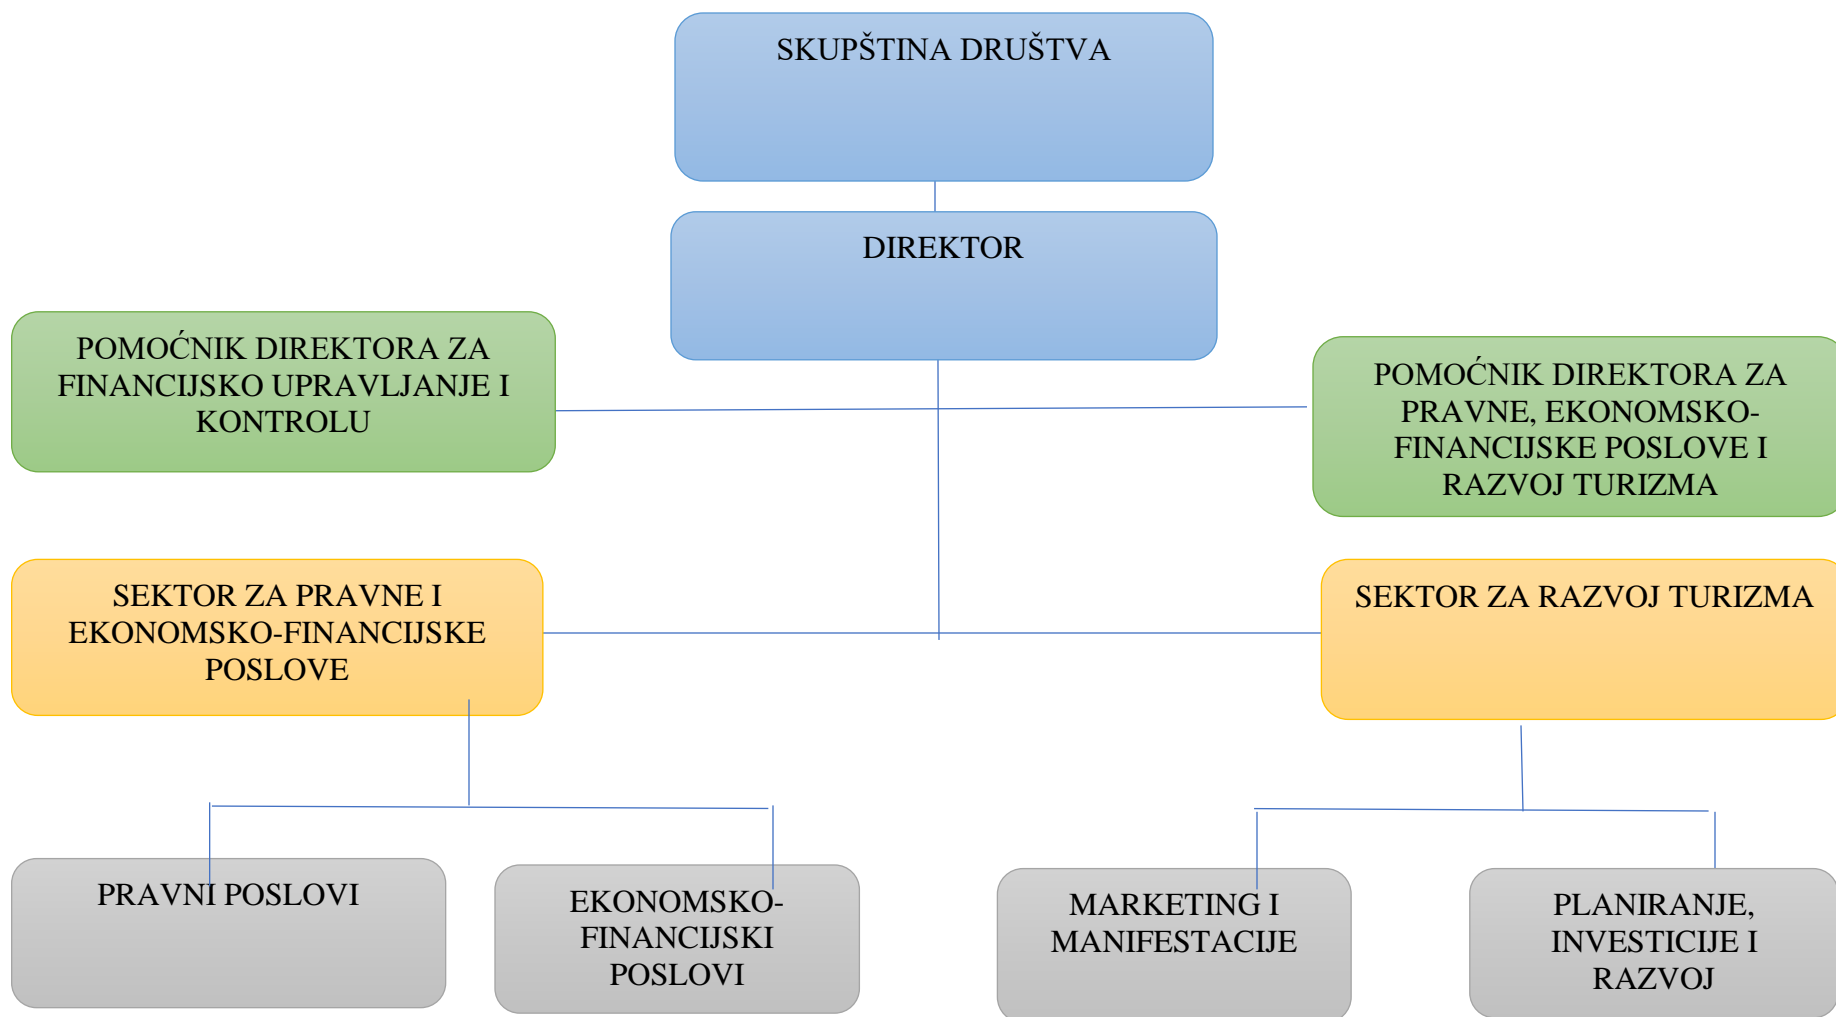 SKUPŠTINA DRUŠTVA
DIREKTOR
POMOĆNIK DIREKTORA ZA
FINANCIJSKO UPRAVLJANJE I
KONTROLU
POMOĆNIK DIREKTORA ZA
PRAVNE, EKONOMSKO-
FINANCIJSKE POSLOVE I
RAZVOJ TURIZMA
SEKTOR ZA PRAVNE I
EKONOMSKO-FINANCIJSKE
POSLOVE
SEKTOR ZA RAZVOJ TURIZMA
PRAVNI POSLOVI
EKONOMSKO-
FINANCIJSKI
POSLOVI
MARKETING I
MANIFESTACIJE
PLANIRANJE,
INVESTICIJE I
RAZVOJ